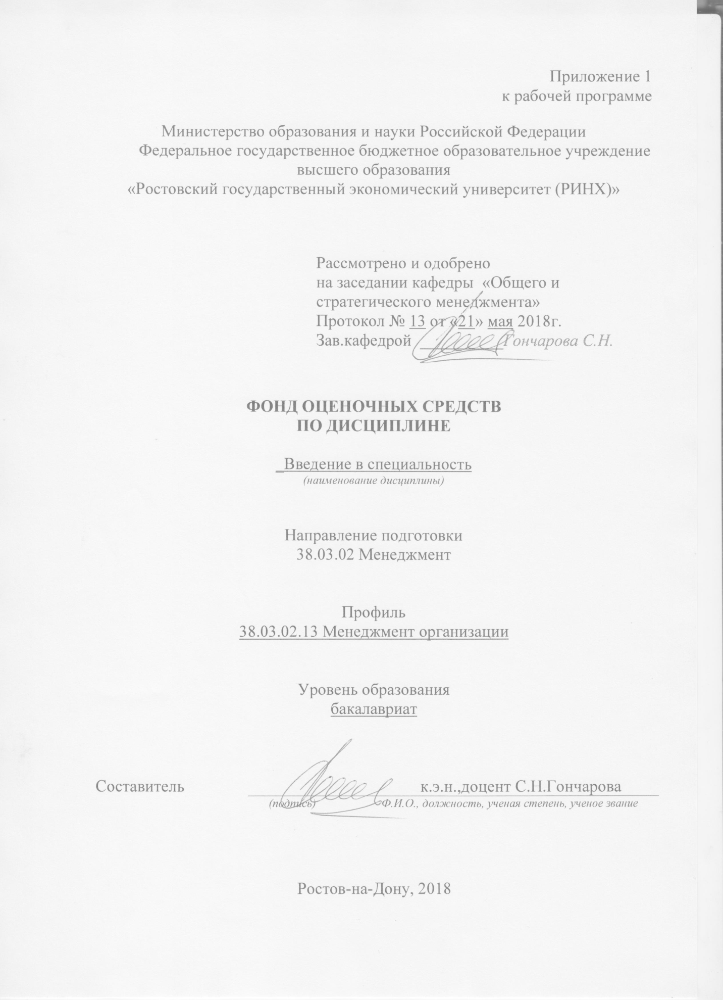 Приложение 1
к рабочей программе
Министерство образования и науки Российской Федерации
Федеральное государственное бюджетное образовательное учреждение
высшего образования
«Ростовский государственный экономический университет (РИНХ)»
Рассмотрено и одобрено
на заседании кафедры «Общего и
стратегического менеджмента»
Протокол № 13 от «21» мая 2018г.
Зав.кафедрой __________Гончарова С.Н.
ФОНД ОЦЕНОЧНЫХ СРЕДСТВ
ПО ДИСЦИПЛИНЕ
_Введение в специальность
(наименование дисциплины)
Направление подготовки
38.03.02 Менеджмент
Профиль
38.03.02.13 Менеджмент организации
Уровень образования
бакалавриат
Составитель к.э.н.,доцент С.Н.Гончарова
(подпись) Ф.И.О., должность, ученая степень, ученое звание
Ростов-на-Дону, 2018